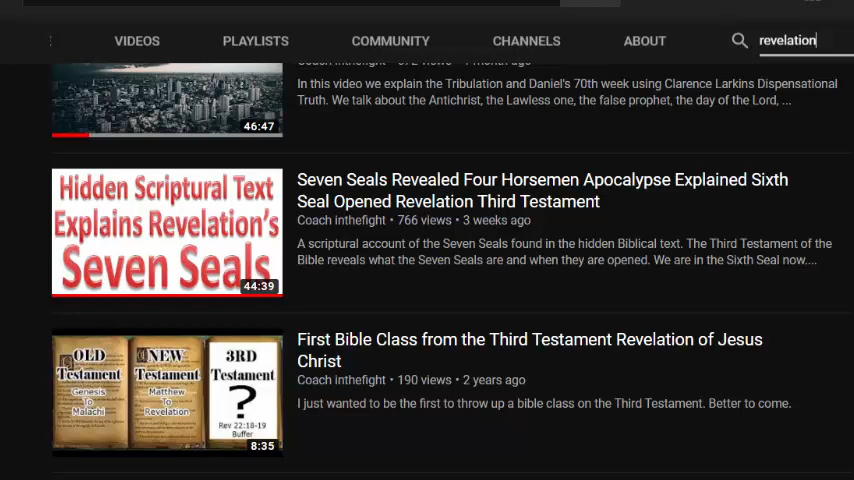 VIDEOS PLAYLISTS COMMUNITY CHANNELS ABOUT revelation
In this video we explain the Tribulation and Daniel's 70th week using Clarence Larkins Dispensational
Truth. We talk about the Antichrist, the Lawless one, the false prophet, the day of the Lord, ...
46:47
Hidden Scriptural Text
Explains Revelation's
Seven Seals
44:39
Seven Seals Revealed Four Horsemen Apocalypse Explained Sixth
Seal Opened Revelation Third Testament
Coach inthefight • 766 views • 3 weeks ago
A scriptural account of the Seven Seals found in the hidden Biblical text. The Third Testament of the
Bible reveals what the Seven Seals are and when they are opened. We are in the Sixth Seal now,...
OLD
Testament
Genesis
To
Malachi
NEW
Testament
Matthew
To
Revelation
3RD
Testament
?
Rev 22:18-19
Buffer
8:35
First Bible Class from the Third Testament Revelation of Jesus
Christ
Coach inthefight • 190 views • 2 years ago
I just wanted to be the first to throw up a bible class on the Third Testament. Better to come.